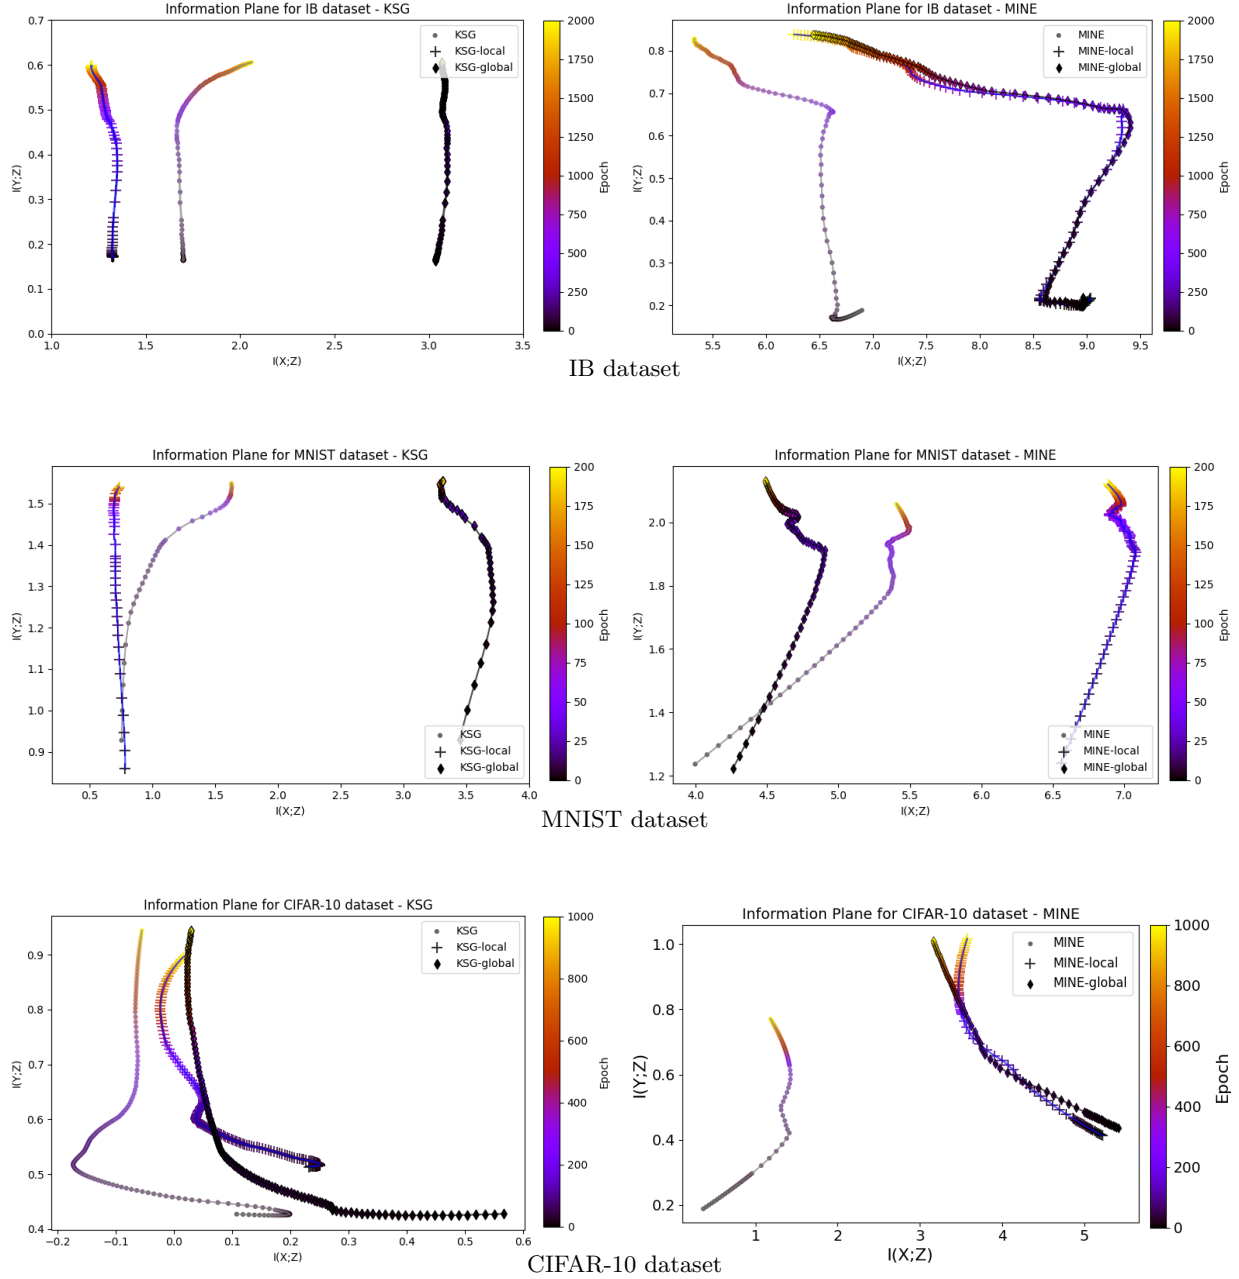 Information Plane for IB dataset - KSG
I(Y;Z)
0.7
0.6
0.5
0.4
0.3
0.2
0.1
0.0
1.0 1.5 2.0 2.5 3.0 3.5
I(X;Z)
KSG
KSG-local
KSG-global
2000
1750
1500
1250
1000
750
500
250
0
Epoch
Information Plane for IB dataset - MINE
I(Y;Z)
0.8
0.7
0.6
0.5
0.4
0.3
0.2
5.5 6.0 6.5 7.0 7.5 8.0 8.5 9.0 9.5
I(X;Z)
MINE
MINE-local
MINE-global
2000
1750
1500
1250
1000
750
500
250
0
Epoch
IB dataset
Information Plane for MNIST dataset - KSG
I(Y;Z)
1.5
1.4
1.3
1.2
1.1
1.0
0.9
0.5 1.0 1.5 2.0 2.5 3.0 3.5 4.0
I(X;Z)
KSG
KSG-local
KSG-global
200
175
150
125
100
75
50
25
0
Epoch
Information Plane for MNIST dataset - MINE
I(Y;Z)
2.0
1.8
1.6
1.4
1.2
4.0 4.5 5.0 5.5 6.0 6.5 7.0
I(X;Z)
MINE
MINE-local
MINE-global
200
175
150
125
100
75
50
25
0
Epoch
MNIST dataset
Information Plane for CIFAR-10 dataset - KSG
I(Y;Z)
0.9
0.8
0.7
0.6
0.5
0.4
−0.2 −0.1 0.0 0.1 0.2 0.3 0.4 0.5 0.6
I(X;Z)
KSG
KSG-local
KSG-global
1000
800
600
400
200
0
Epoch
Information Plane for CIFAR-10 dataset - MINE
I(Y;Z)
1.0
0.8
0.6
0.4
0.2
1 2 3 4 5
I(X;Z)
MINE
MINE-local
MINE-global
1000
800
600
400
200
0
Epoch
CIFAR-10 dataset